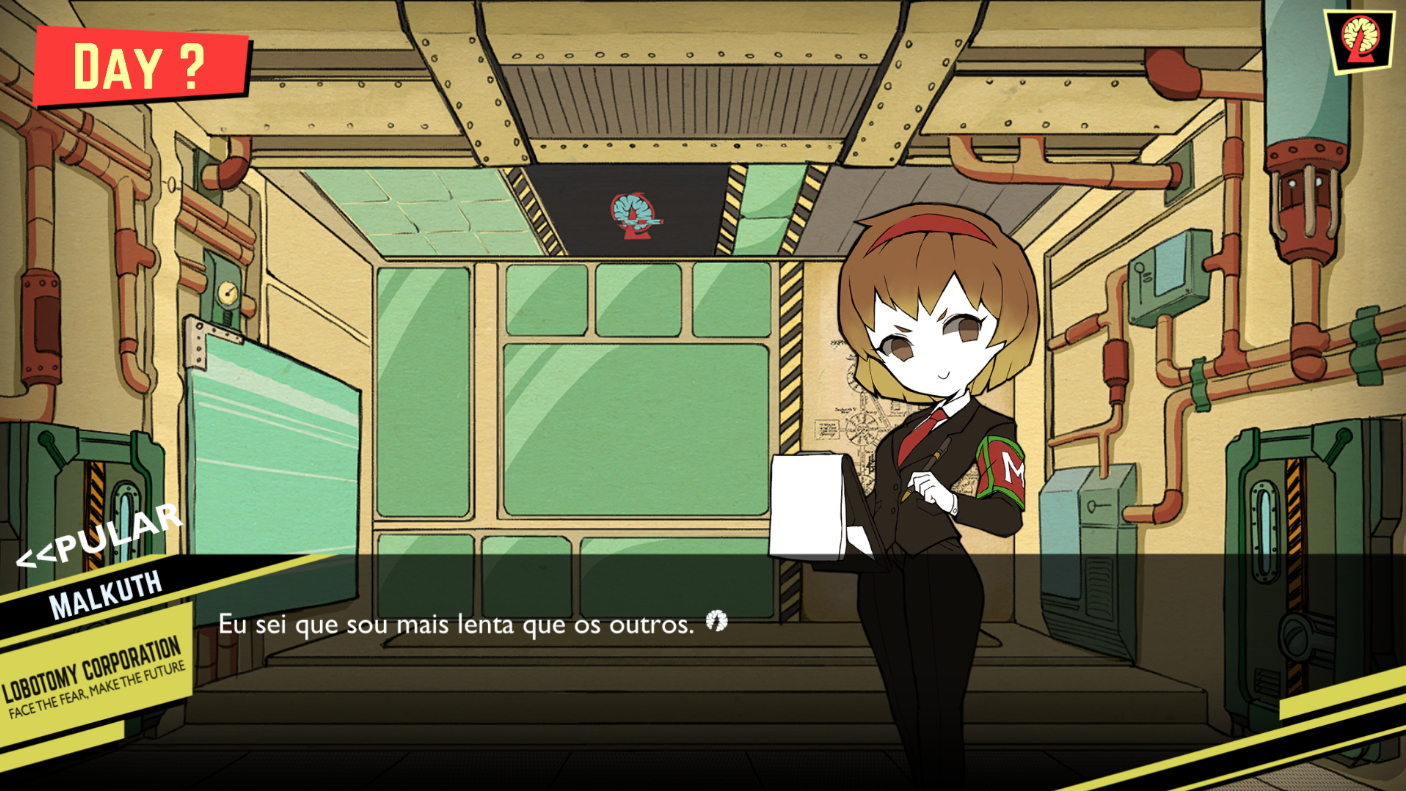 DAY ?
<<PULAR
MALKUTH
LOBOTOMY CORPORATION
FACE THE FEAR, MAKE THE FUTURE
Eu sei que sou mais lenta que os outros.
M